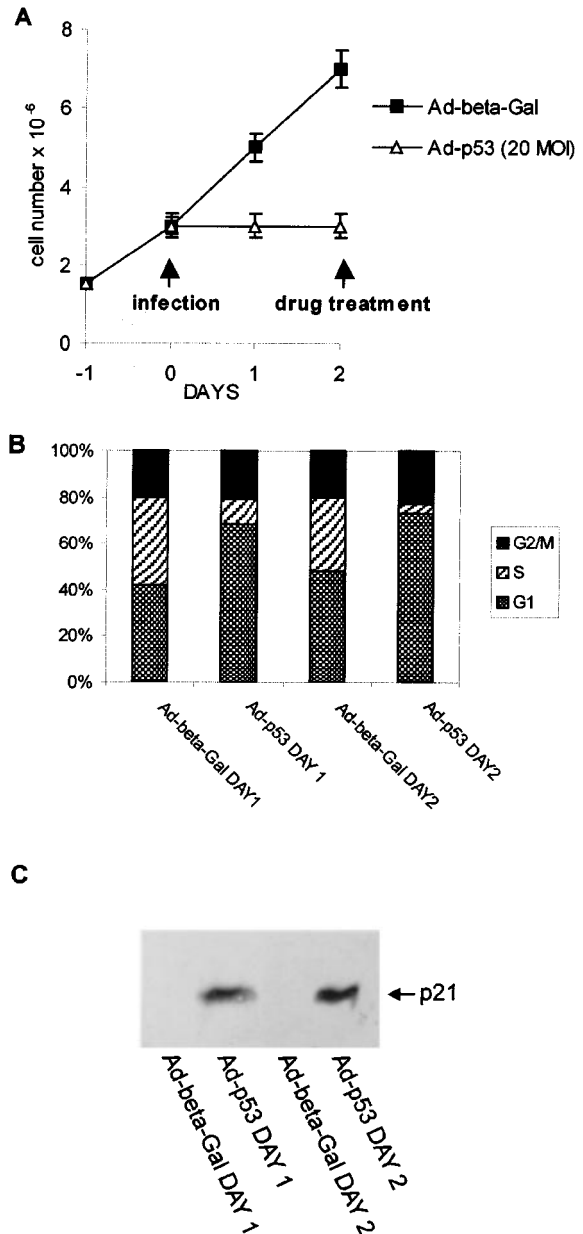 A
8
6
4
2
0
cell number x 10-6
Ad-beta-Gal
Ad-p53 (20 MOI)
infection
drug treatment
-1
0
1
2
DAYS
B
100%
80%
60%
40%
20%
0%
G2/M
S
G1
Ad-beta-Gal DAY1
Ad-p53 DAY 1
Ad-beta-Gal DAY2
Ad-p53 DAY2
C
p21
Ad-beta-Gal DAY 1
Ad-p53 DAY 1
Ad-beta-Gal DAY 2
Ad-p53 DAY 2